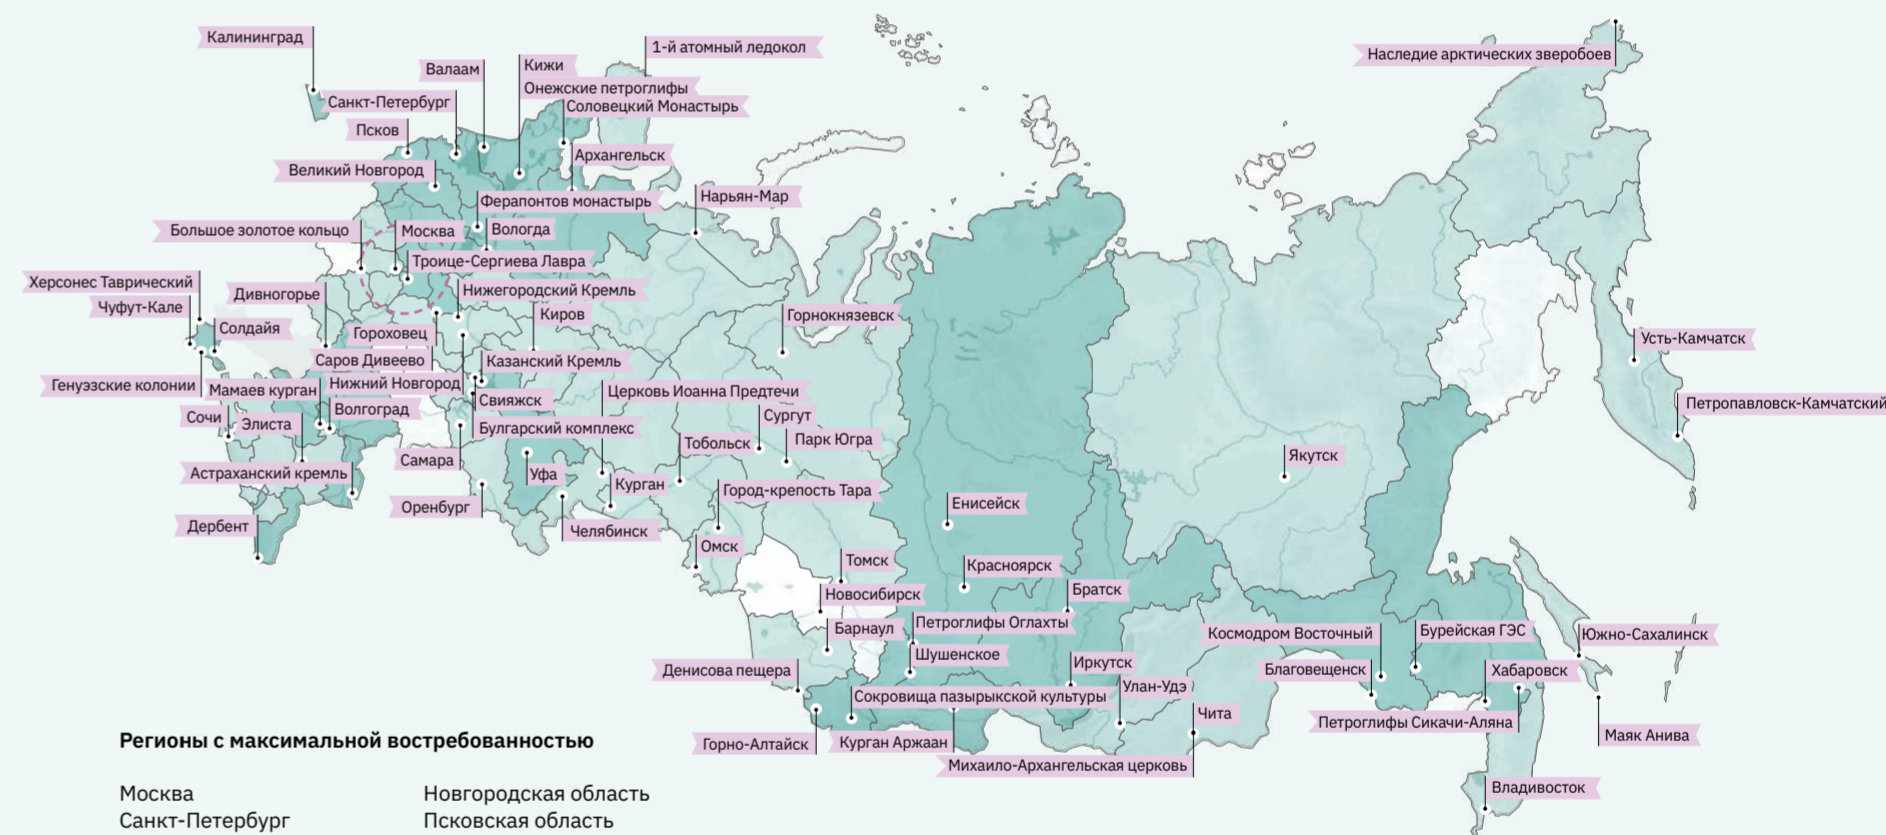 Калининград
1-й атомный ледокол
Наследие арктических зверобоев
Валаам
Кижи
Онежские петроглифы
Санкт-Петербург
Соловецкий Монастырь
Псков
Архангельск
Великий Новгород
Нарьян-Мар
Ферапонтов монастырь
Большое золотое кольцо
Москва
Вологда
Троице-Сергиева Лавра
Херсонес Таврический
Дивногорье
Нижегородский Кремль
Чуфут-Кале
Киров
Горнокнязевск
Солдайя
Гороховец
Усть-Камчатск
Саров Дивеево
Казанский Кремль
Генуэзские колонии
Мамаев курган
Нижний Новгород
Церковь Иоанна Предтечи
Свияжск
Петропавловск-Камчатский
Сочи
Элиста
Волгоград
Сургут
Булгарский комплекс
Тобольск
Парк Югра
Самара
Якутск
Астраханский кремль
Уфа
Курган
Город-крепость Тара
Оренбург
Енисейск
Дербент
Челябинск
Омск
Томск
Красноярск
Новосибирск
Братск
Барнаул
Петроглифы Оглахты
Космодром Восточный
Бурейская ГЭС
Южно-Сахалинск
Шушенское
Денисова пещера
Иркутск
Благовещенск
Хабаровск
Сокровища пазырыкской культуры
Улан-Удэ
Чита
Петроглифы Сикачи-Аляна
Маяк Анива
Горно-Алтайск
Курган Аржаан
Михаило-Архангельская церковь
Владивосток
Регионы с максимальной востребованностью
Москва
Санкт-Петербург
Новгородская область
Псковская область